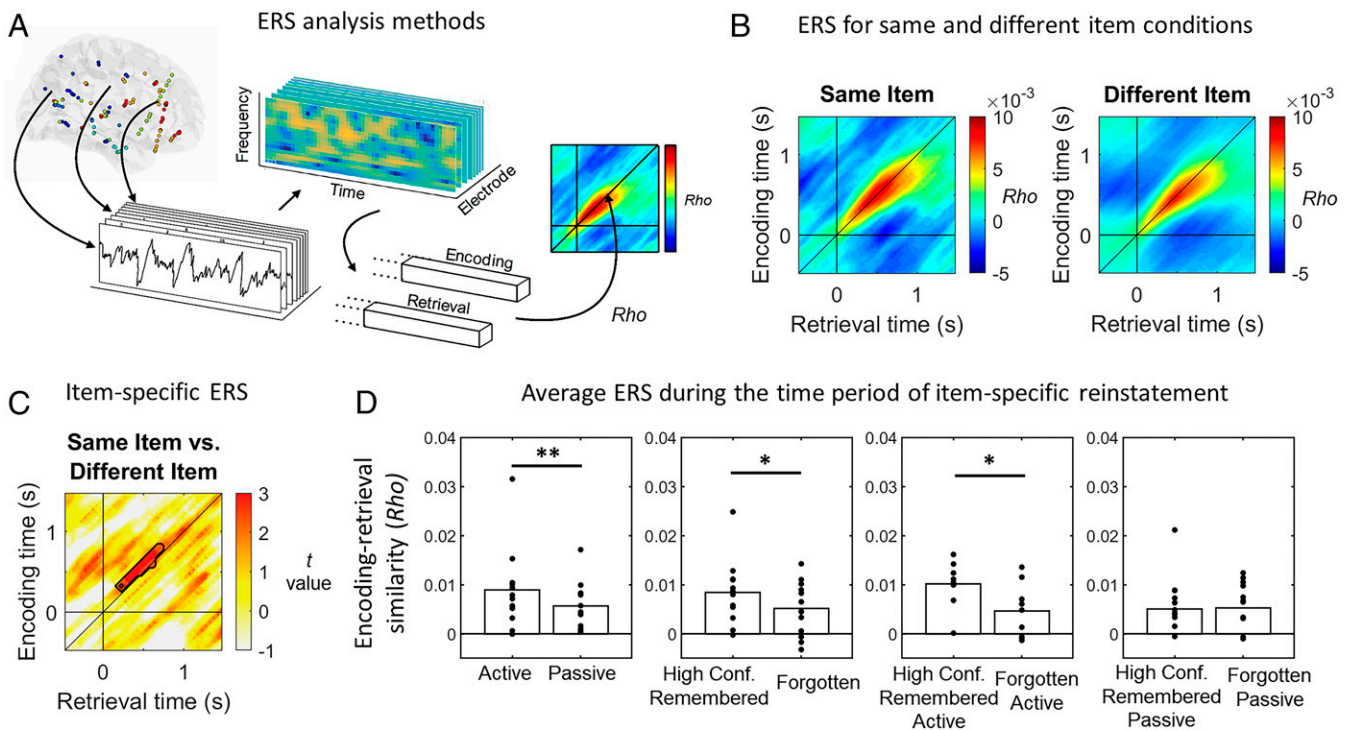 A
ERS analysis methods
Frequency
Time
Electrode
Encoding
Retrieval
Rho
Rho
B
ERS for same and different item conditions
Same Item
×10⁻³
10
5
Rho
0
-5
Encoding time (s)
1
0
0
1
Retrieval time (s)
Different Item
×10⁻³
10
5
Rho
0
-5
Encoding time (s)
1
0
0
1
Retrieval time (s)
C
Item-specific ERS
Same Item vs.
Different Item
Encoding time (s)
1
0
0
1
Retrieval time (s)
3
2
1
0
-1
t
value
D
Average ERS during the time period of item-specific reinstatement
Encoding-retrieval
similarity (Rho)
0.04
0.03
0.02
0.01
0
**
Active
Passive
0.04
0.03
0.02
0.01
0
*
High Conf.
Remembered
Forgotten
0.04
0.03
0.02
0.01
0
*
High Conf.
Remembered
Active
Forgotten
Active
0.04
0.03
0.02
0.01
0
High Conf.
Remembered
Passive
Forgotten
Passive